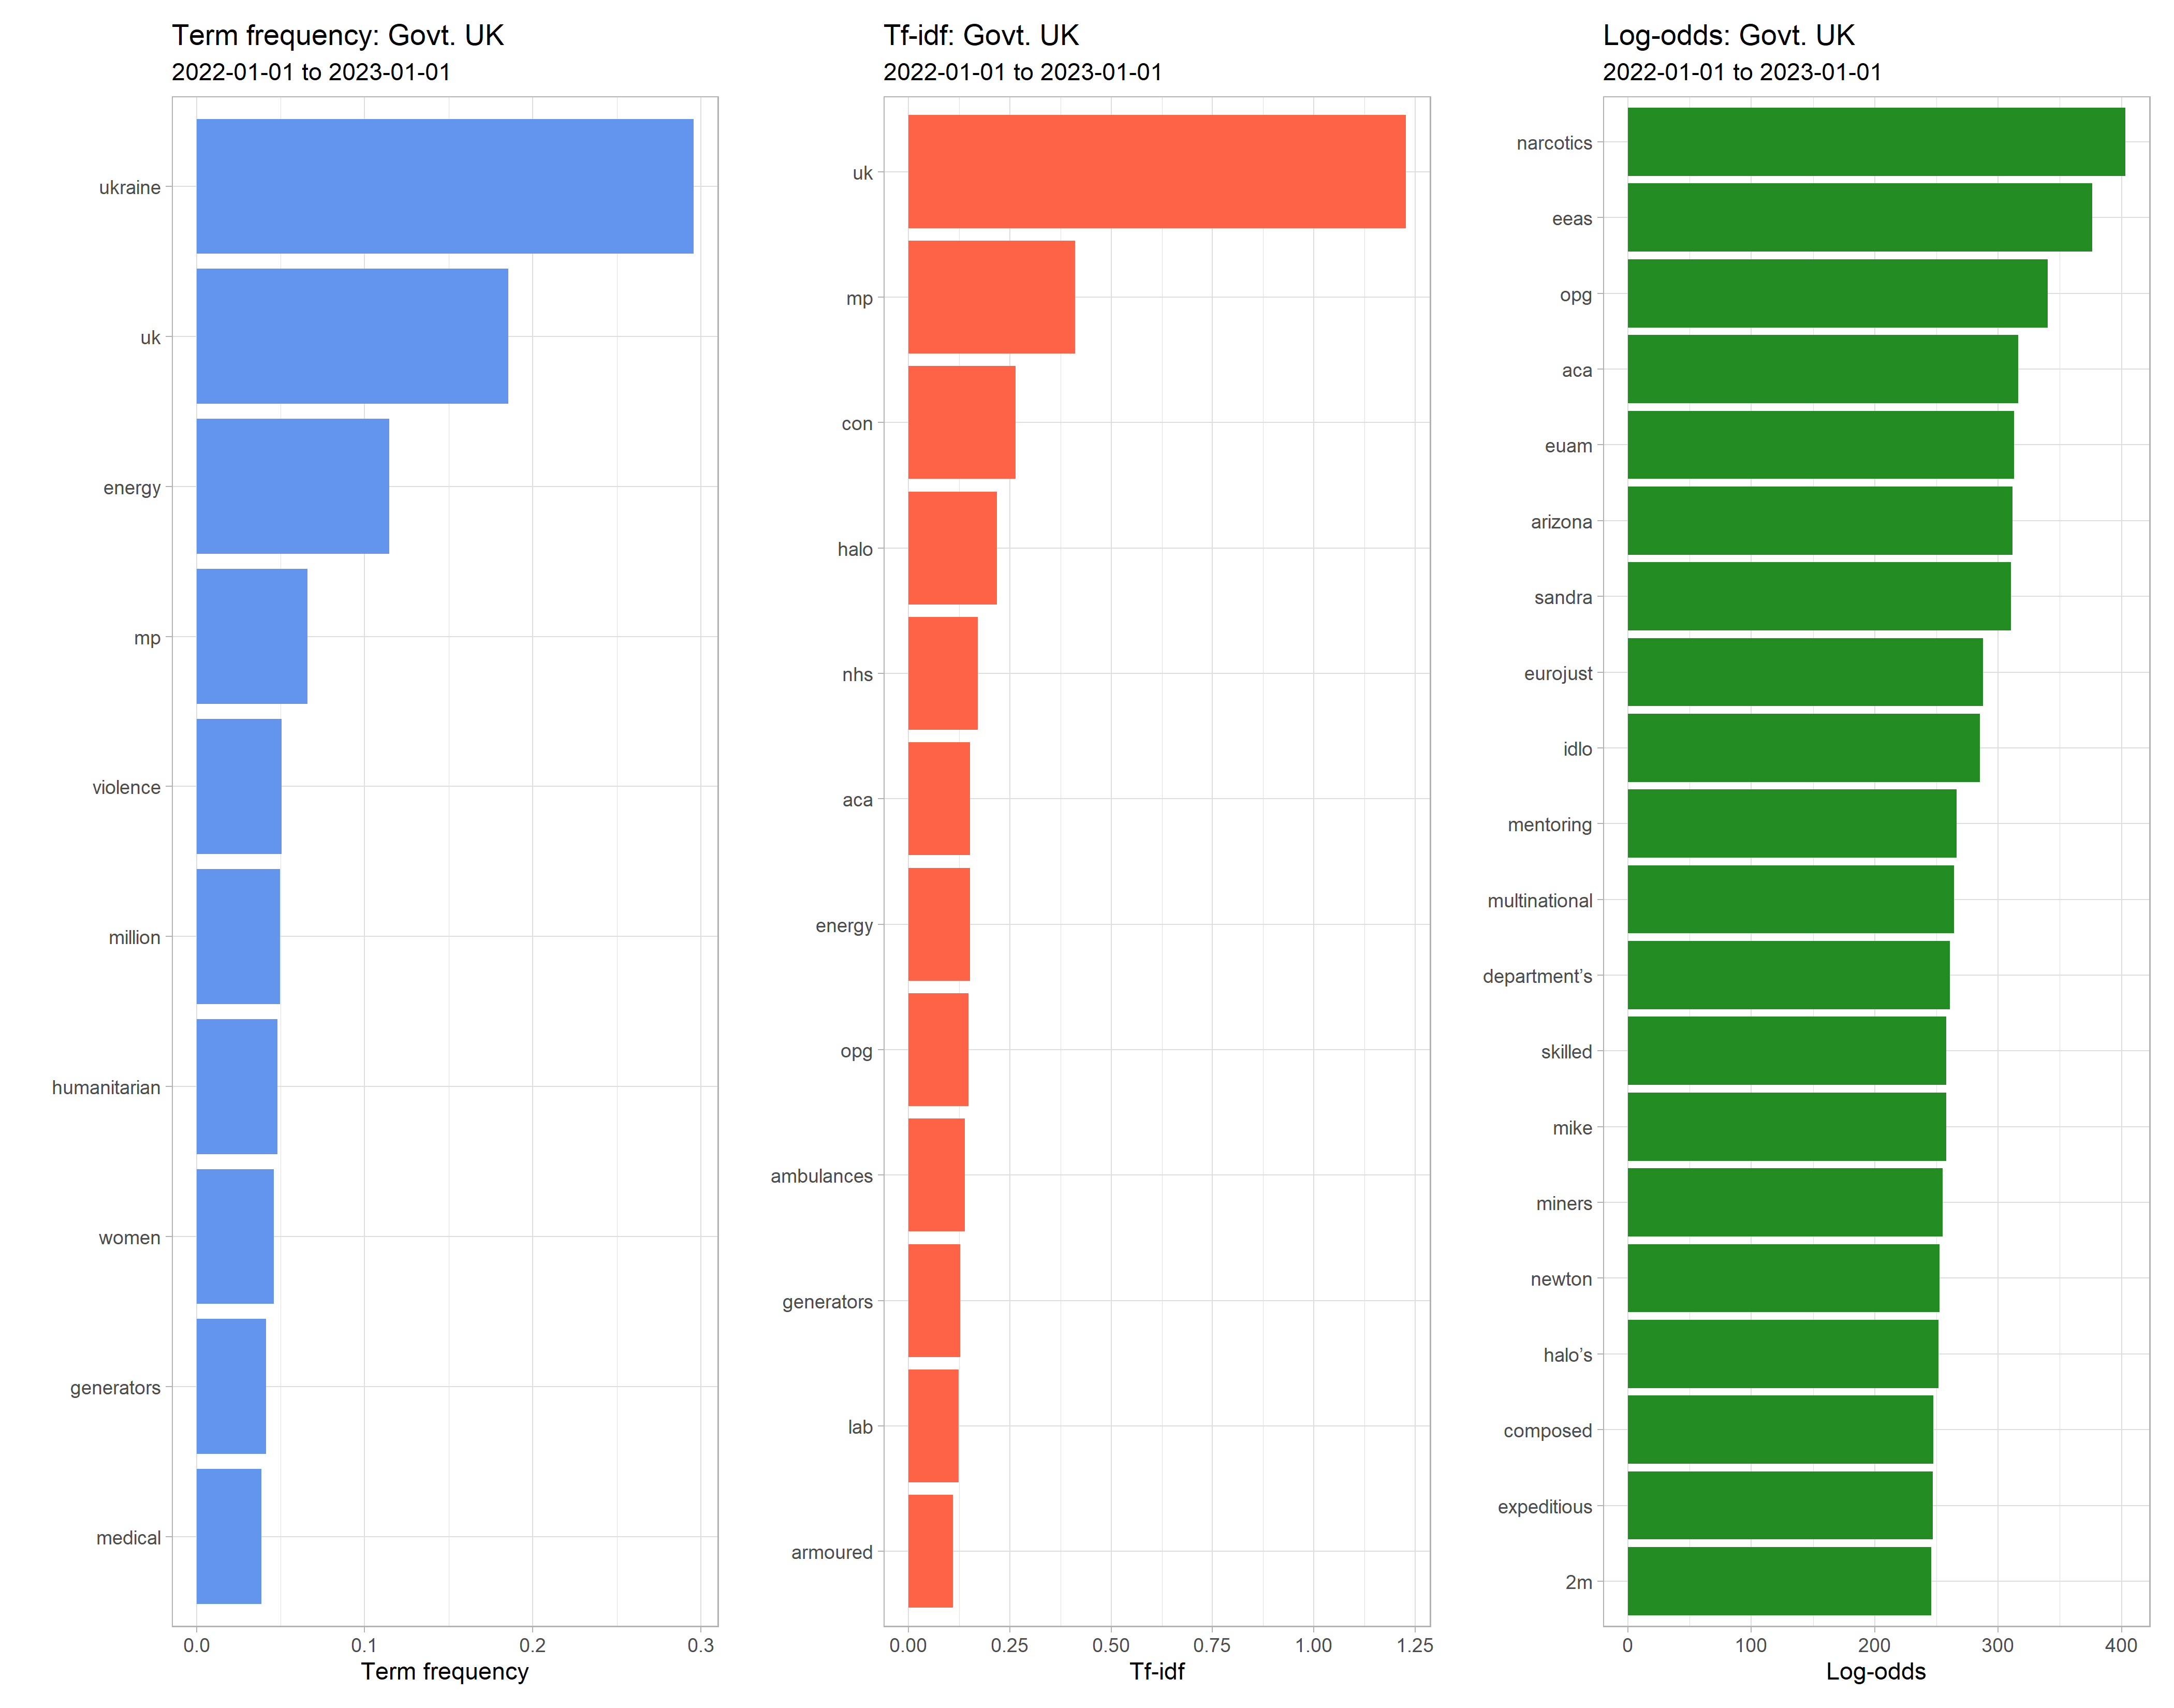 Term frequency: Govt. UK
2022-01-01 to 2023-01-01
ukraine
uk
energy
mp
violence
million
humanitarian
women
generators
medical
0.0 0.1 0.2 0.3
Term frequency
Tf-idf: Govt. UK
2022-01-01 to 2023-01-01
uk
mp
con
halo
nhs
aca
energy
opg
ambulances
generators
lab
armoured
0.00 0.25 0.50 0.75 1.00 1.25
Tf-idf
Log-odds: Govt. UK
2022-01-01 to 2023-01-01
narcotics
eeas
opg
aca
euam
arizona
sandra
eurojust
idlo
mentoring
multinational
department’s
skilled
mike
miners
newton
halo’s
composed
expeditious
2m
0 100 200 300 400
Log-odds